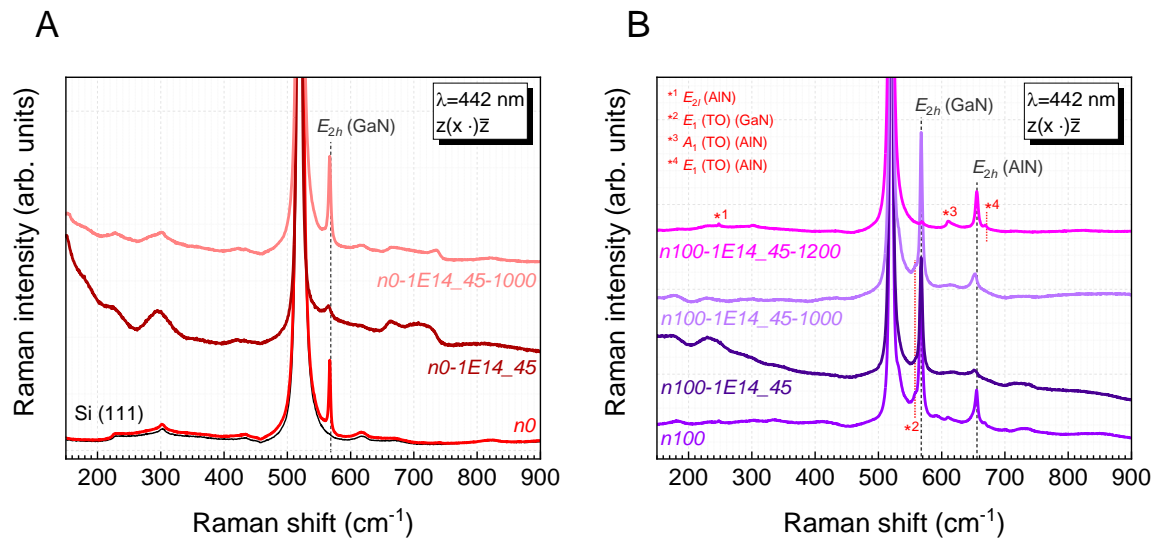 A
B
Raman intensity (arb. units)
λ=442 nm
z(x ·)z̅
E2h (GaN)
n0-1E14_45-1000
n0-1E14_45
Si (111)
n0
200 300 400 500 600 700 800 900
Raman shift (cm-1)
Raman intensity (arb. units)
*1 E2l (AlN)
*2 E1 (TO) (GaN)
*3 A1 (TO) (AlN)
*4 E1 (TO) (AlN)
E2h (GaN)
λ=442 nm
z(x ·)z̅
E2h (AlN)
*1
*3
*4
n100-1E14_45-1200
n100-1E14_45-1000
n100-1E14_45
n100
*2
200 300 400 500 600 700 800 900
Raman shift (cm-1)